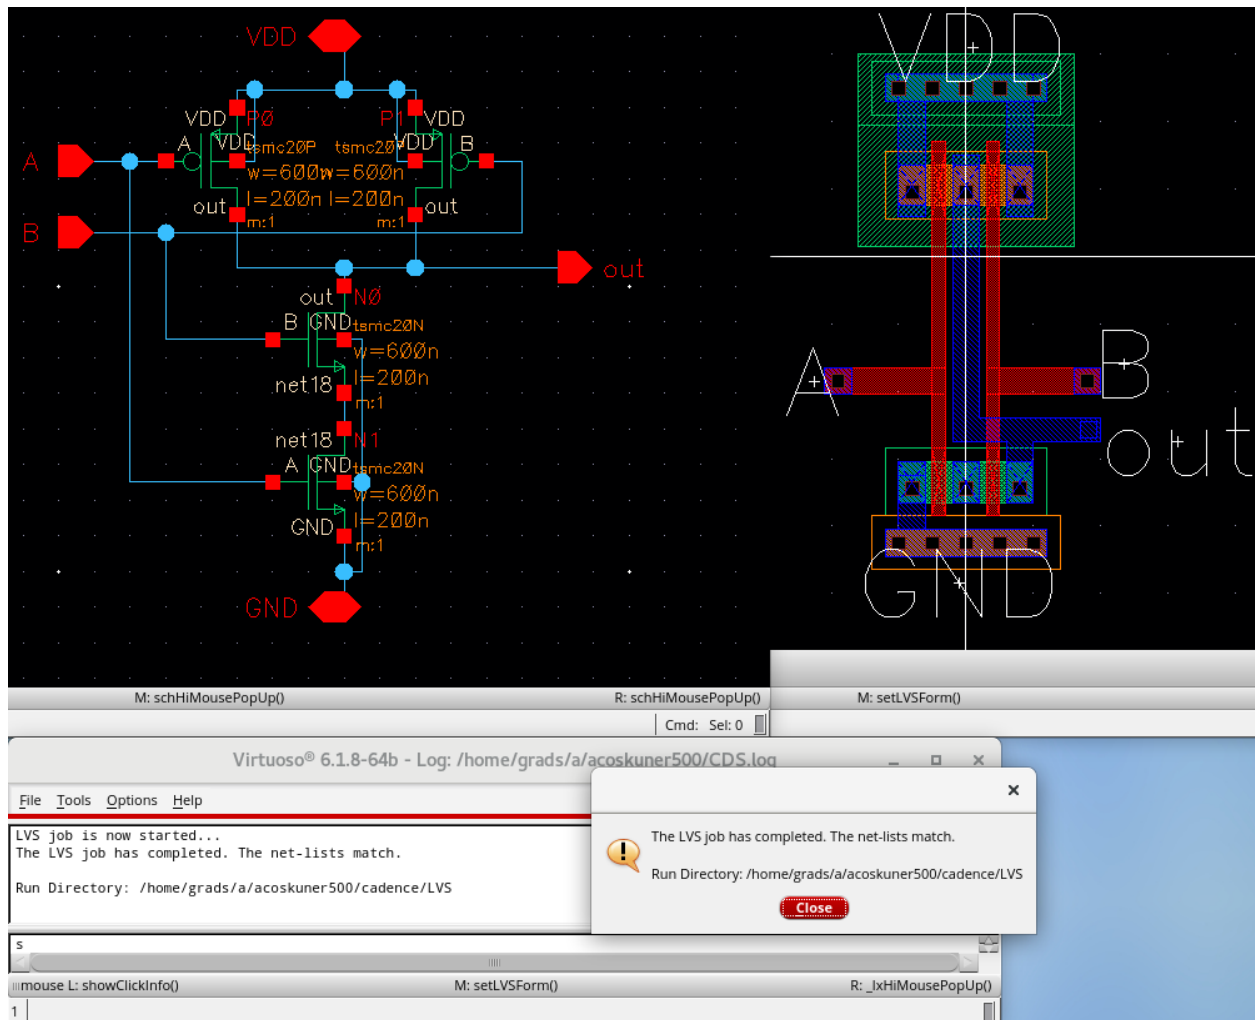 VDD
VDD P0 P1 VDD
A VDD tsmc20P tsmc20P VDD B
A
w=600n w=600n
l=200n l=200n
out m:1 m:1 out
B
out
out N0
B GND tsmc20N
w=600n
net18 l=200n
m:1
net18 N1
A GND tsmc20N
w=600n
GND l=200n
m:1
GND
VDD
A
B
out
GND
M: schHiMousePopUp() R: schHiMousePopUp()
Cmd: Sel: 0
M: setLVSForm()
Virtuoso® 6.1.8-64b - Log: /home/grads/a/acoskuner500/CDS.log
File Tools Options Help
LVS job is now started...
The LVS job has completed. The net-lists match.
Run Directory: /home/grads/a/acoskuner500/cadence/LVS
The LVS job has completed. The net-lists match.
Run Directory: /home/grads/a/acoskuner500/cadence/LVS
Close
s
mouse L: showClickInfo() M: setLVSForm() R: _lxHiMousePopUp()
1